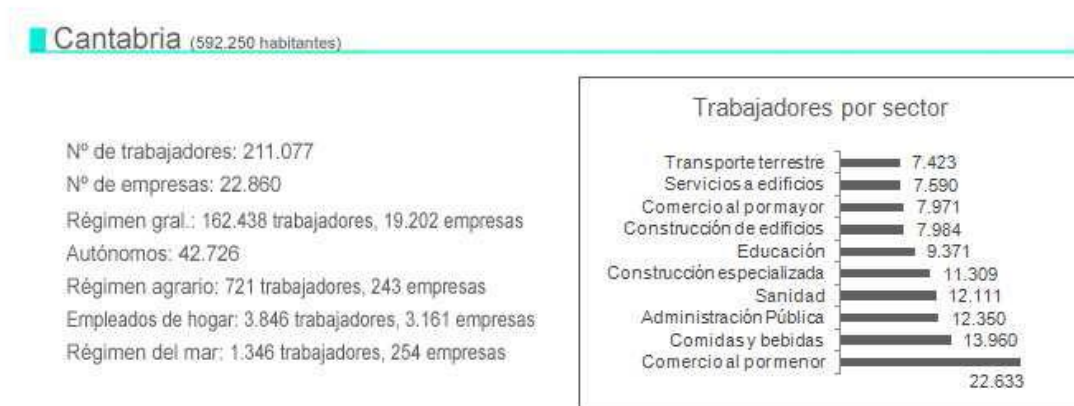 Cantabria (592.250 habitantes)
Nº de trabajadores: 211.077
Nº de empresas: 22.860
Régimen gral.: 162.438 trabajadores, 19.202 empresas
Autónomos: 42.726
Régimen agrario: 721 trabajadores, 243 empresas
Empleados de hogar: 3.846 trabajadores, 3.161 empresas
Régimen del mar: 1.346 trabajadores, 254 empresas
Trabajadores por sector
Transporte terrestre 7.423
Servicios a edificios 7.590
Comercio al por mayor 7.971
Construcción de edificios 7.984
Educación 9.371
Construcción especializada 11.309
Sanidad 12.111
Administración Pública 12.350
Comidas y bebidas 13.960
Comercio al por menor 22.633